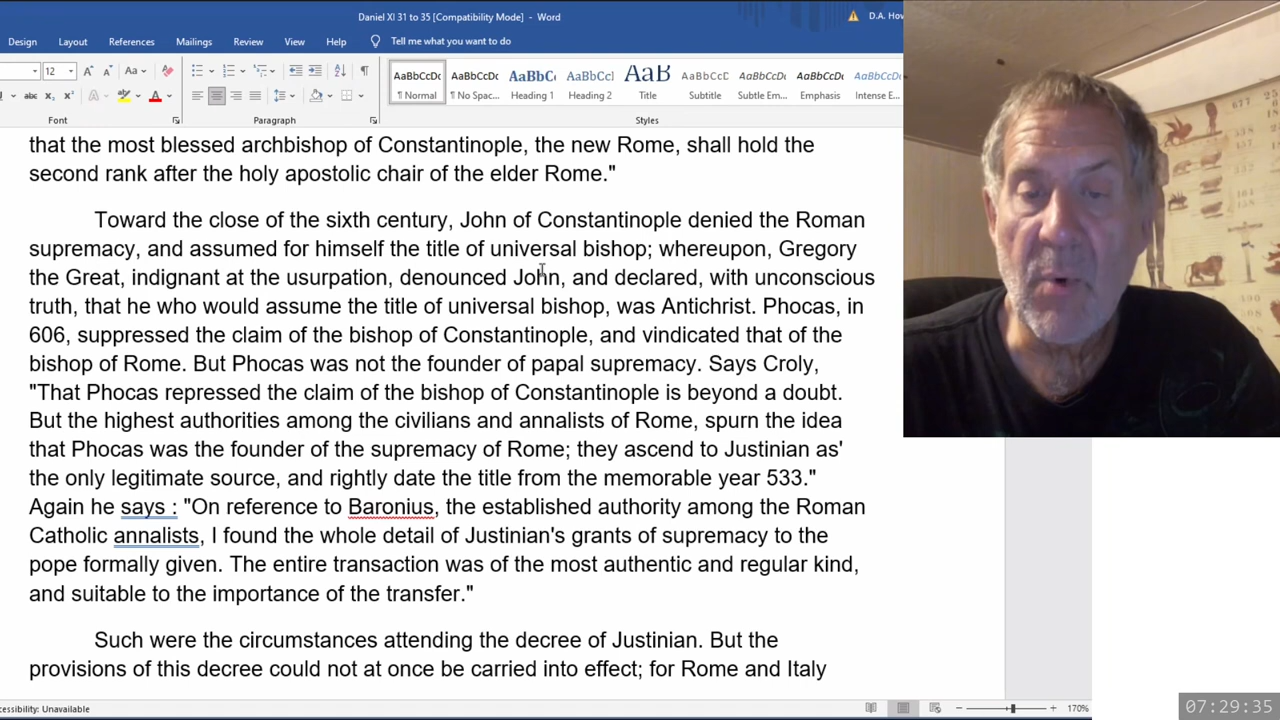 Daniel XI 31 to 35 [Compatibility Mode] - Word
D.A. How
Design Layout References Mailings Review View Help Tell me what you want to do
12 Aa
AaBbCcDc AaBbCcDc AaBbC AaBbCcl AaB AaBbCcD AaBbCcDc AaBbCcDc AaBbCcDc
abc x x A
¶ Normal ¶ No Spac... Heading 1 Heading 2 Title Subtitle Subtle Em... Emphasis Intense E...
Font Paragraph Styles
that the most blessed archbishop of Constantinople, the new Rome, shall hold the
second rank after the holy apostolic chair of the elder Rome."
Toward the close of the sixth century, John of Constantinople denied the Roman
supremacy, and assumed for himself the title of universal bishop; whereupon, Gregory
the Great, indignant at the usurpation, denounced John, and declared, with unconscious
truth, that he who would assume the title of universal bishop, was Antichrist. Phocas, in
606, suppressed the claim of the bishop of Constantinople, and vindicated that of the
bishop of Rome. But Phocas was not the founder of papal supremacy. Says Croly,
"That Phocas repressed the claim of the bishop of Constantinople is beyond a doubt.
But the highest authorities among the civilians and annalists of Rome, spurn the idea
that Phocas was the founder of the supremacy of Rome; they ascend to Justinian as'
the only legitimate source, and rightly date the title from the memorable year 533."
Again he says : "On reference to Baronius, the established authority among the Roman
Catholic annalists, I found the whole detail of Justinian's grants of supremacy to the
pope formally given. The entire transaction was of the most authentic and regular kind,
and suitable to the importance of the transfer."
Such were the circumstances attending the decree of Justinian. But the
provisions of this decree could not at once be carried into effect; for Rome and Italy
cessibility: Unavailable
170%
07:29:35
677